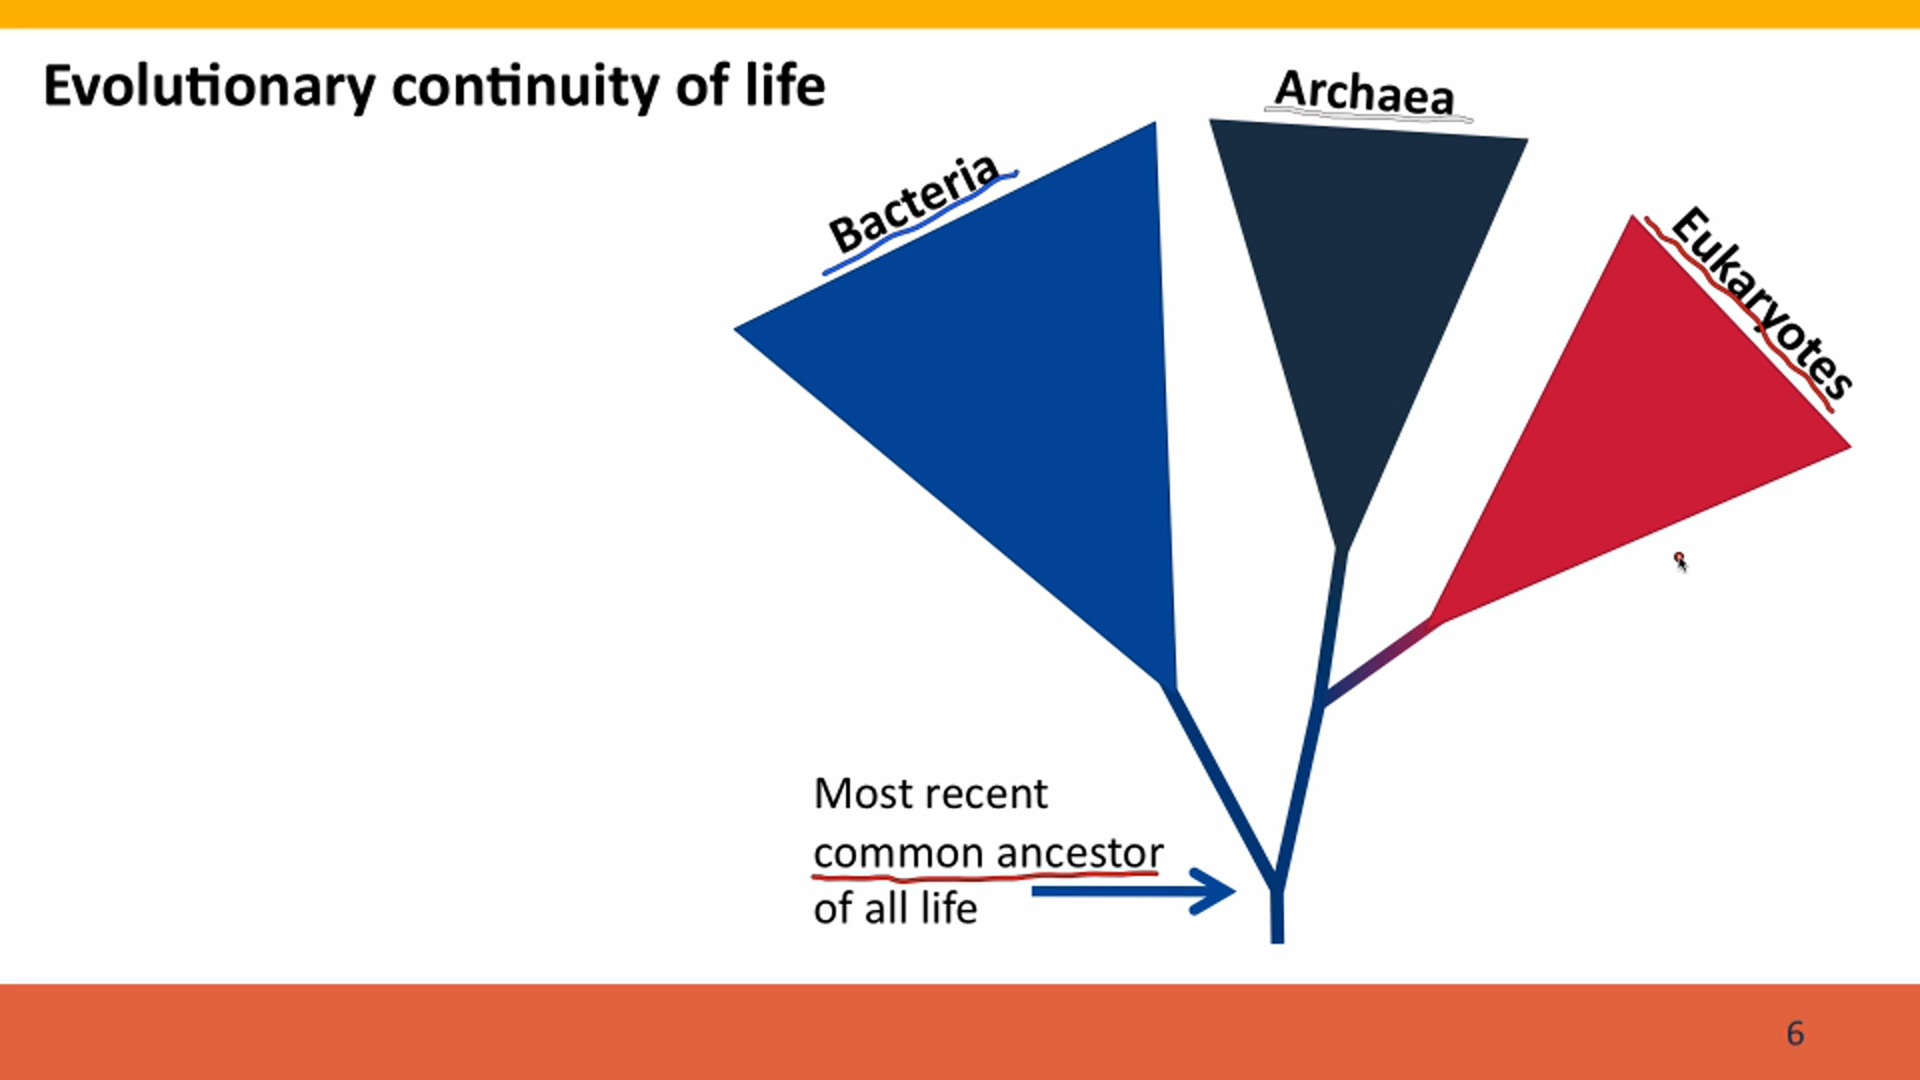 Evolutionary continuity of life
Bacteria
Archaea
Eukaryotes
Most recent
common ancestor
of all life
6